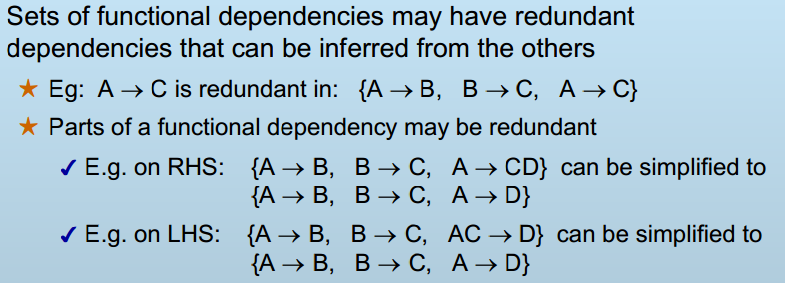 Sets of functional dependencies may have redundant
dependencies that can be inferred from the others
★ Eg: A → C is redundant in: {A → B, B → C, A → C}
★ Parts of a functional dependency may be redundant
✓ E.g. on RHS: {A → B, B → C, A → CD} can be simplified to
{A → B, B → C, A → D}
✓ E.g. on LHS: {A → B, B → C, AC → D} can be simplified to
{A → B, B → C, A → D}